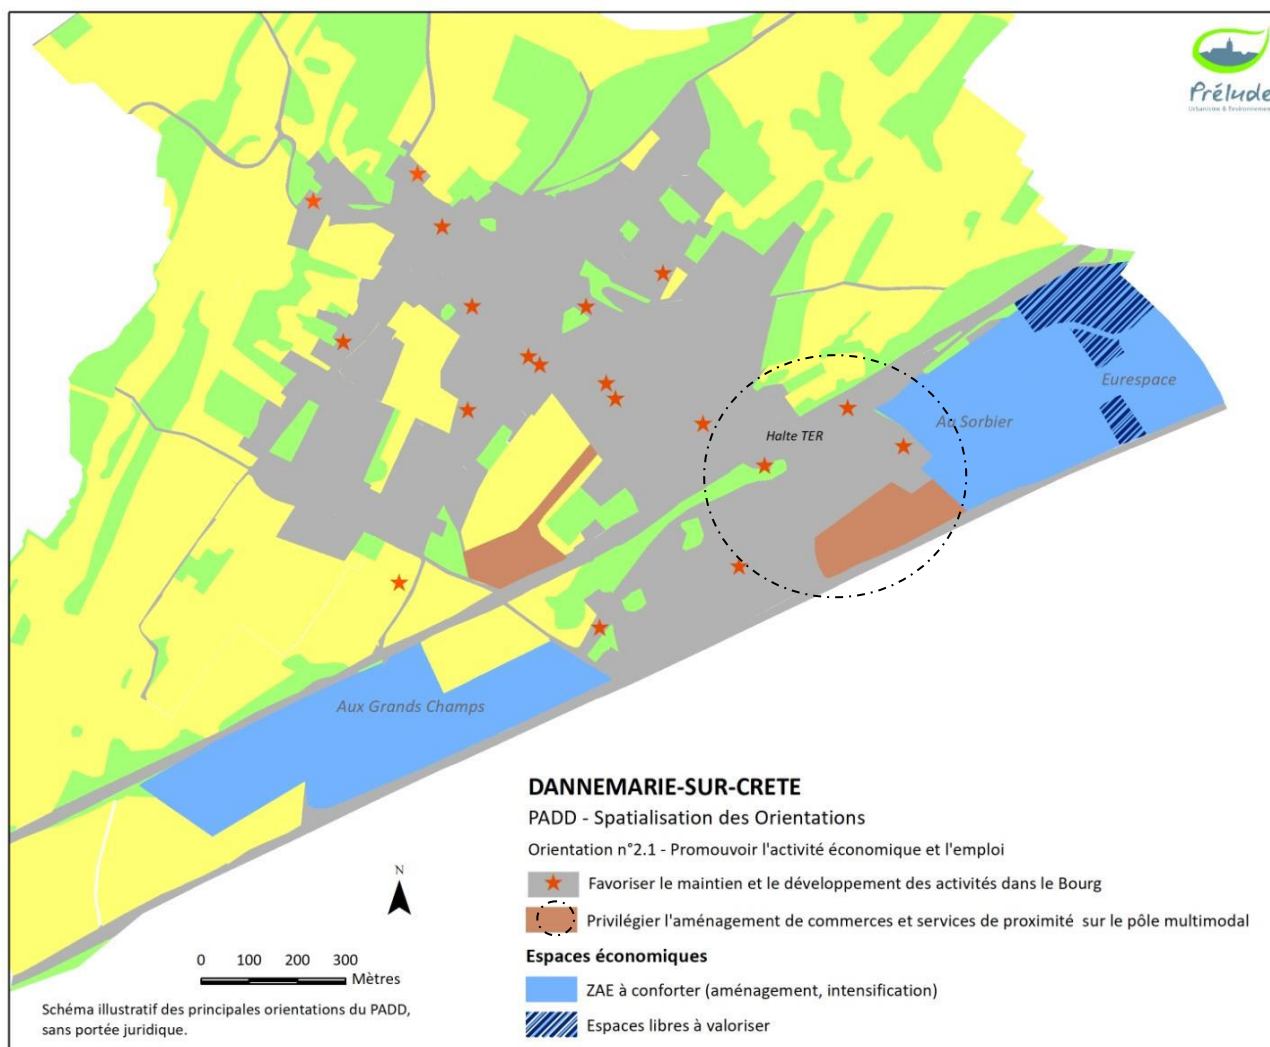 Prélude
Urbanisme & Environnement
Eurespace
Au Sorbier
Halte TER
Aux Grands Champs
DANNEMARIE-SUR-CRETE
PADD - Spatialisation des Orientations
Orientation n°2.1 - Promouvoir l'activité économique et l'emploi
Favoriser le maintien et le développement des activités dans le Bourg
Privilégier l'aménagement de commerces et services de proximité sur le pôle multimodal
Espaces économiques
ZAE à conforter (aménagement, intensification)
Espaces libres à valoriser
N
0 100 200 300
Mètres
Schéma illustratif des principales orientations du PADD,
sans portée juridique.